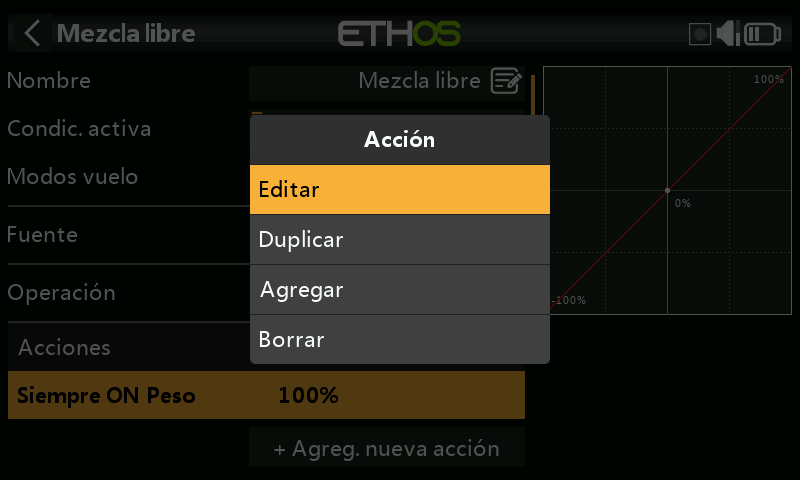 Mezcla libre
ETHOS
Nombre
Mezcla libre
Condic. activa
Modos vuelo
Fuente
Operación
Acciones
Siempre ON Peso 100%
+ Agreg. nueva acción
Acción
Editar
Duplicar
Agregar
Borrar
100%
0%
-100%